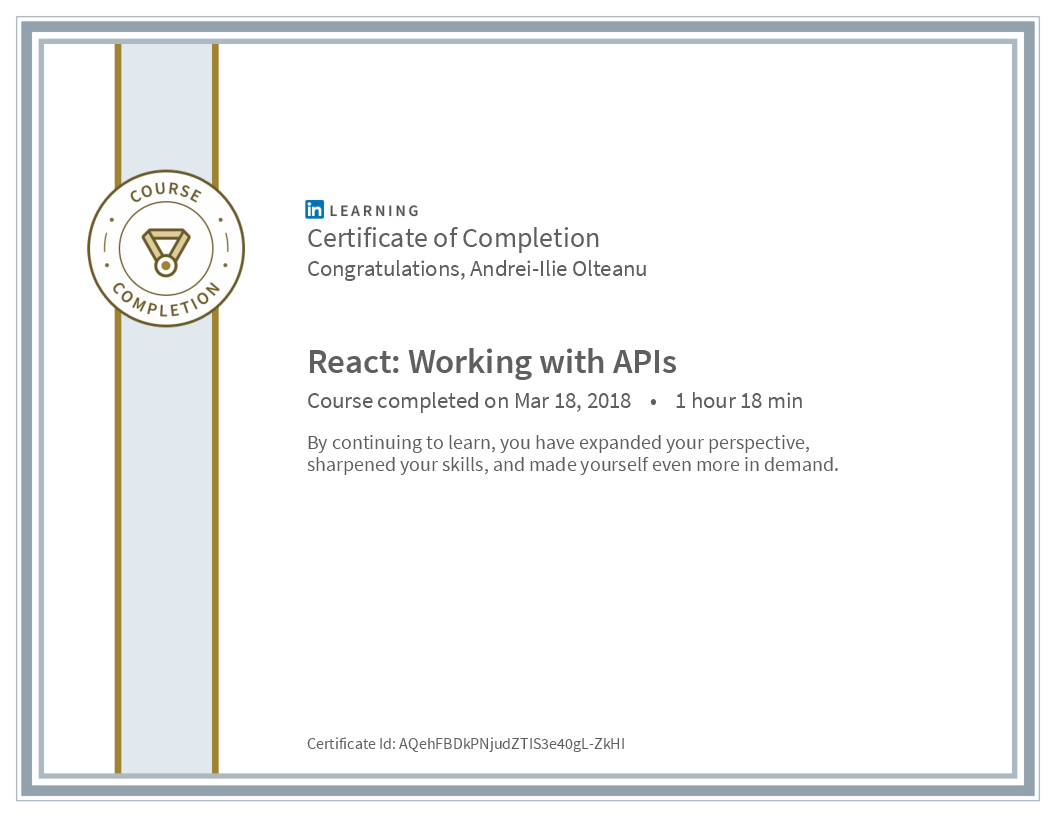 COURSE
COMPLETION
in LEARNING
Certificate of Completion
Congratulations, Andrei-Ilie Olteanu
React: Working with APIs
Course completed on Mar 18, 2018 • 1 hour 18 min
By continuing to learn, you have expanded your perspective,
sharpened your skills, and made yourself even more in demand.
Certificate Id: AQehFBDkPNjudZTIS3e40gL-ZkHI